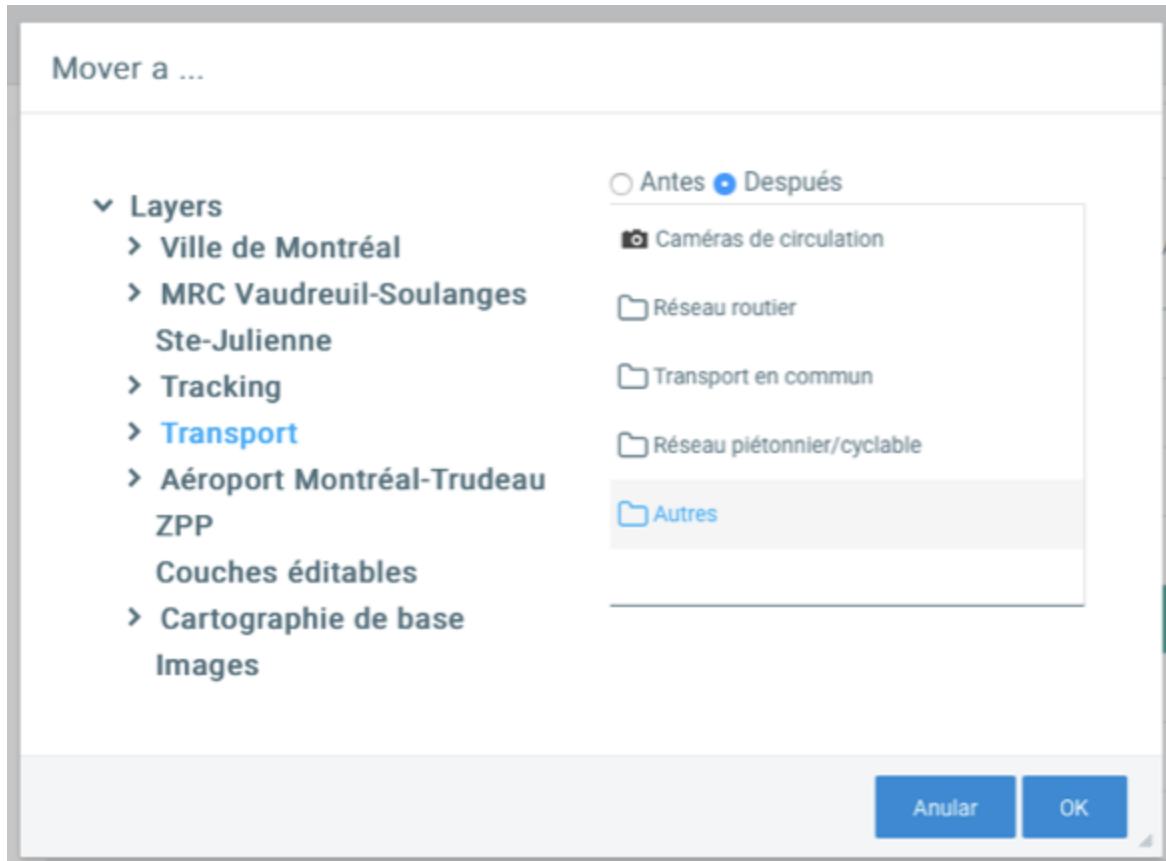 Mover a ...
Layers
Ville de Montréal
MRC Vaudreuil-Soulanges
Ste-Julienne
Tracking
Transport
Aéroport Montréal-Trudeau
ZPP
Couches éditables
Cartographie de base
Images
Antes Después
Caméras de circulation
Réseau routier
Transport en commun
Réseau piétonnier/cyclable
Autres
Anular OK